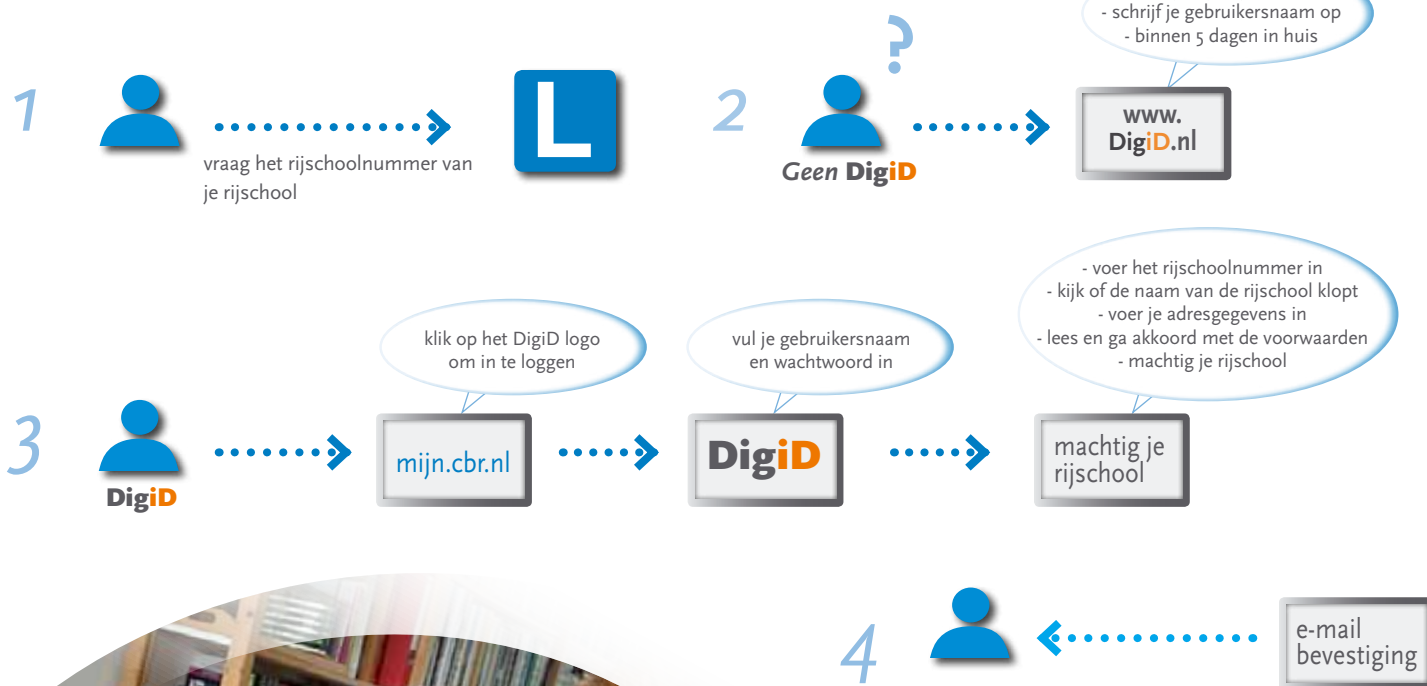 1
vraag het rijschoolnummer van
je rijschool
L
2
?
Geen DigiD
- schrijf je gebruikersnaam op
- binnen 5 dagen in huis
www.
DigiD.nl
3
DigiD
klik op het DigiD logo
om in te loggen
mijn.cbr.nl
vul je gebruikersnaam
en wachtwoord in
DigiD
- voer het rijschoolnummer in
- kijk of de naam van de rijschool klopt
- voer je adresgegevens in
- lees en ga akkoord met de voorwaarden
- machtig je rijschool
machtig je
rijschool
4
e-mail
bevestiging